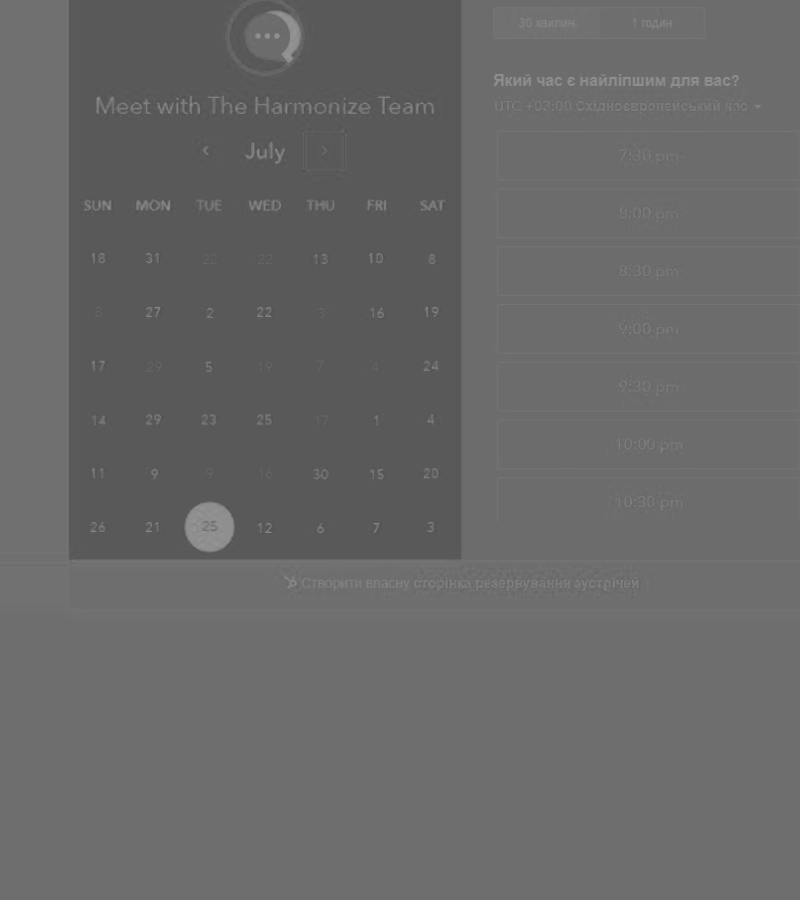 30 хвилин 1 годин
Meet with The Harmonize Team
Який час є найліпшим для вас?
UTC +03:00 Східноєвропейський час
July
7:30 pm
SUN MON TUE WED THU FRI SAT
8:00 pm
18 31 22 13 10 8
8:30 pm
8 27 2 22 3 16 19
9:00 pm
17 29 5 19 7 4 24
9:30 pm
14 29 23 25 17 1 4
10:00 pm
11 9 9 16 30 15 20
10:30 pm
26 21 25 12 6 7 3
Створити власну сторінка резервування зустрічей